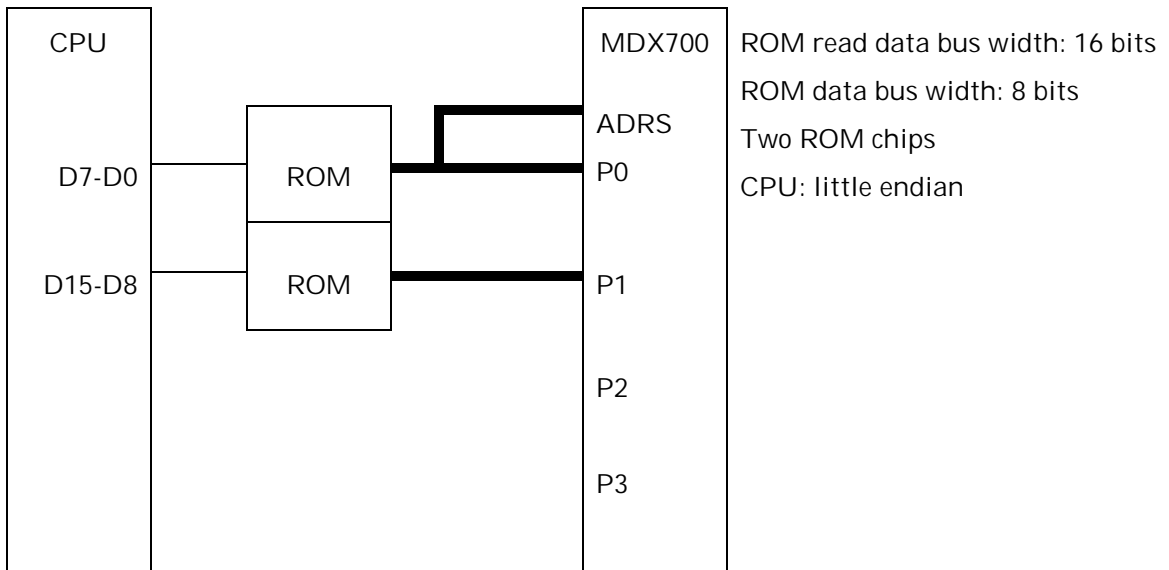 CPU
MDX700
ROM read data bus width: 16 bits
ROM data bus width: 8 bits
ADRS
Two ROM chips
D7-D0
ROM
P0
CPU: little endian
D15-D8
ROM
P1
P2
P3